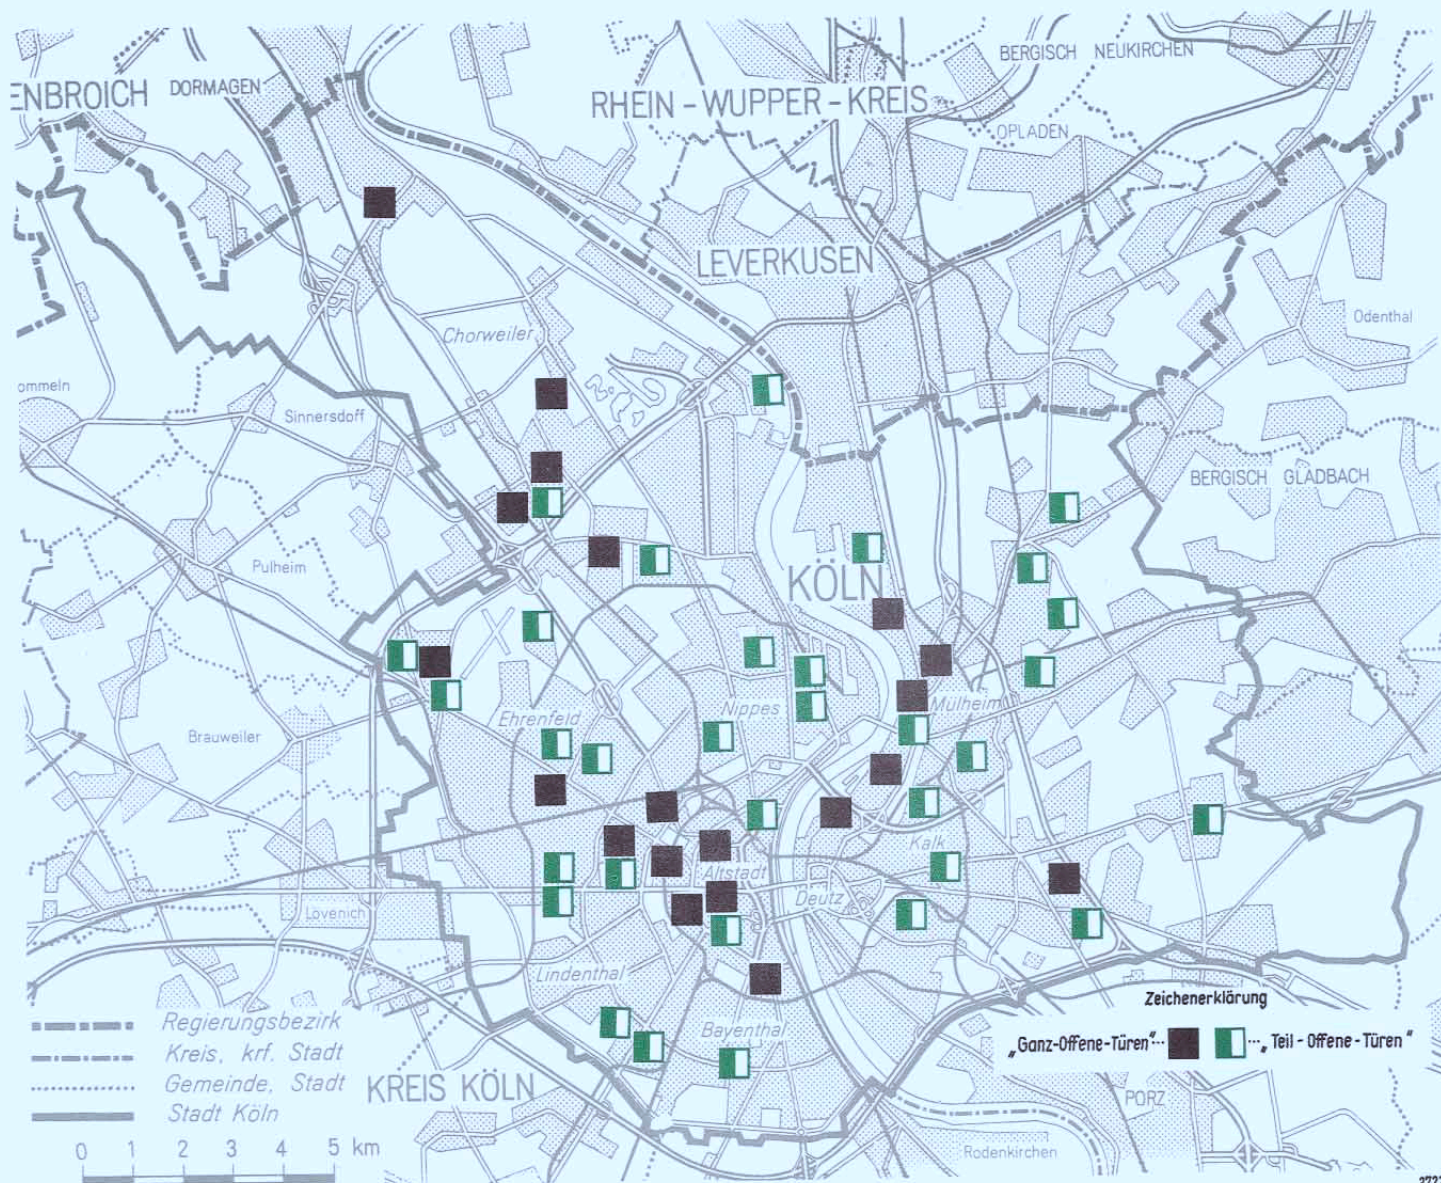 ENBROICH
DORMAGEN
BERGISCH NEUKIRCHEN
RHEIN-WUPPER-KREIS
OPLADEN
LEVERKUSEN
Chorweiler
Odenthal
ommeln
Sinnersdoff
BERGISCH GLADBACH
Pulheim
KÖLN
Ehrenfeld
Nippes
Mülheim
Brauweiler
Kalk
Altstadt
Deutz
Lövenich
Lindenthal
Bayenthal
Zeichenerklärung
„Ganz-Offene-Türen"... ...„Teil-Offene-Türen"
Regierungsbezirk
Kreis, krf. Stadt
Gemeinde, Stadt
Stadt Köln
KREIS KÖLN
PORZ
Rodenkirchen
0 1 2 3 4 5 km